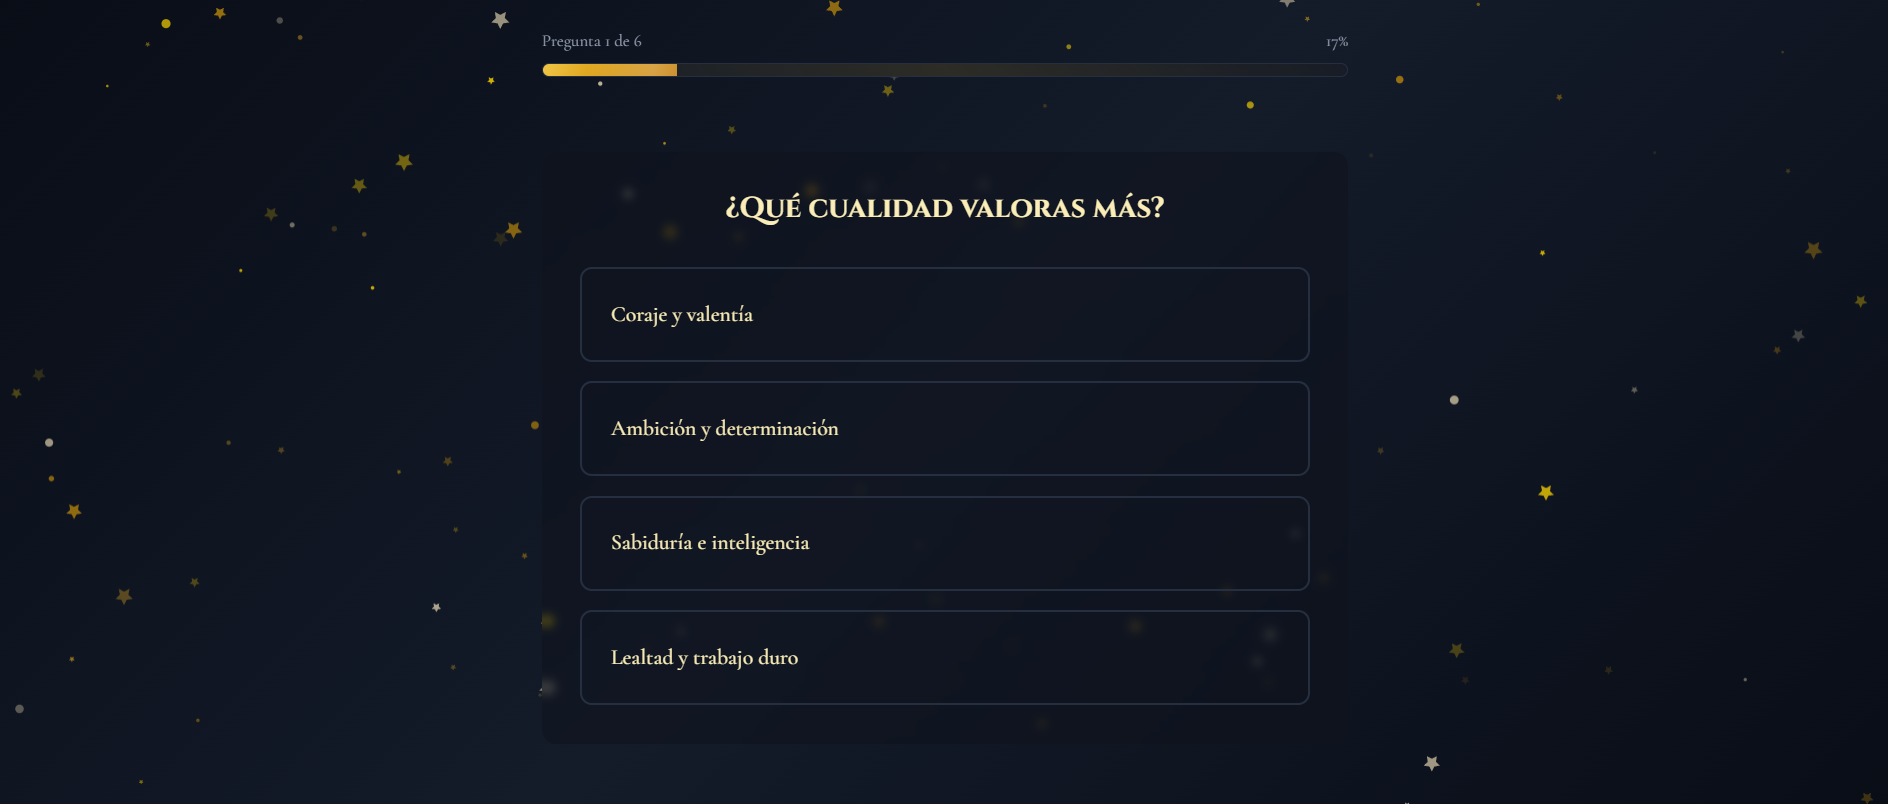 Pregunta 1 de 6
17%
¿Qué cualidad valoras más?
Coraje y valentía
Ambición y determinación
Sabiduría e inteligencia
Lealtad y trabajo duro